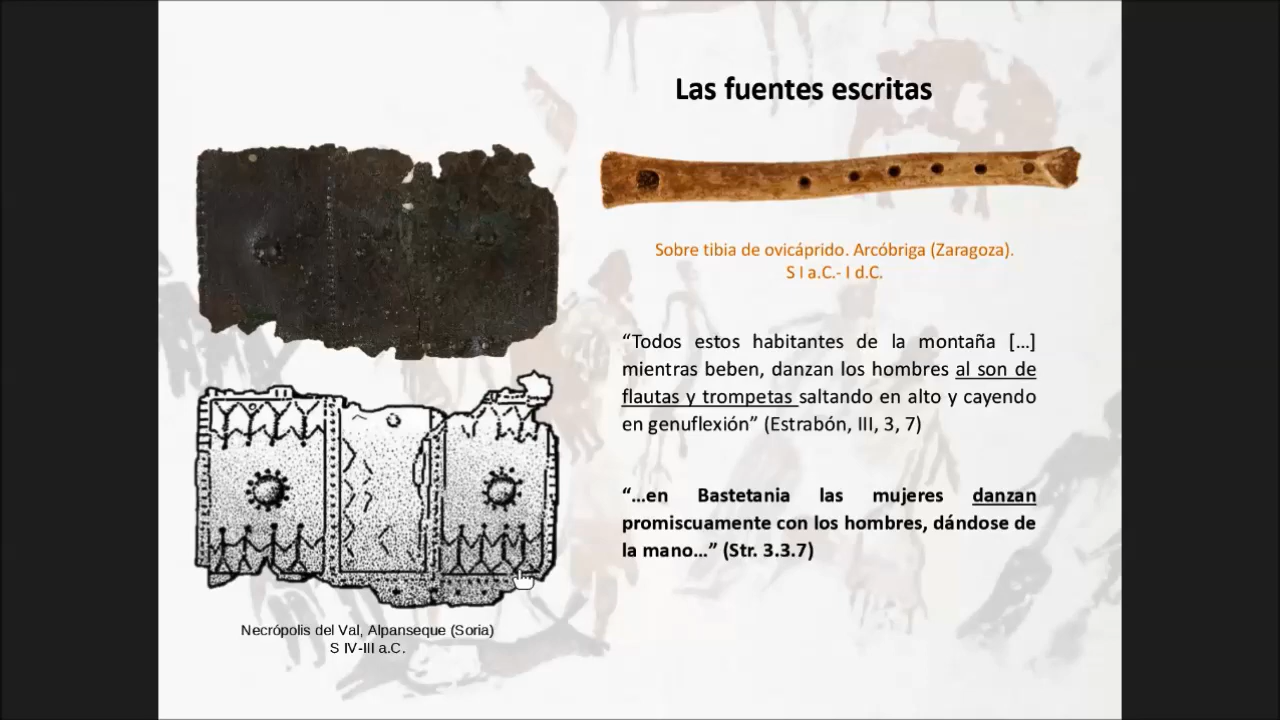 Las fuentes escritas
Sobre tibia de ovicáprido. Arcóbriga (Zaragoza).
S I a.C.- I d.C.
“Todos estos habitantes de la montaña […]
mientras beben, danzan los hombres al son de
flautas y trompetas saltando en alto y cayendo
en genuflexión” (Estrabón, III, 3, 7)
“…en Bastetania las mujeres danzan
promiscuamente con los hombres, dándose de
la mano…” (Str. 3.3.7)
Necrópolis del Val, Alpanseque (Soria)
S IV-III a.C.